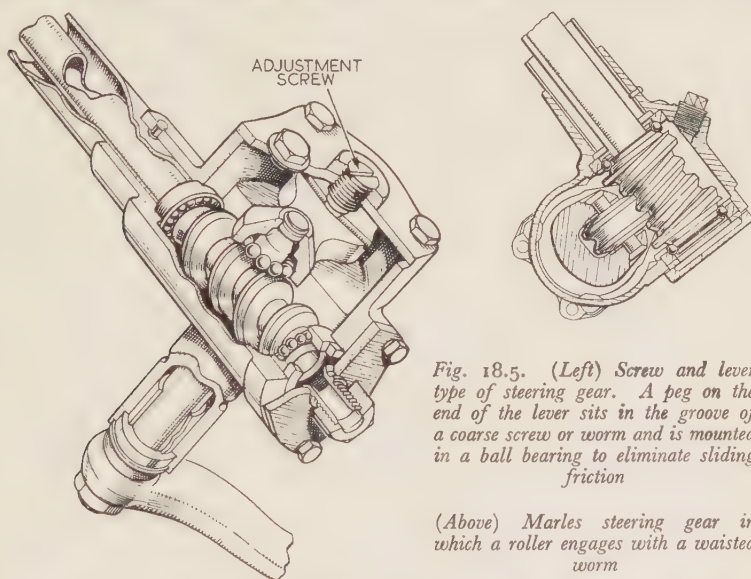 ADJUSTMENT
SCREW
Fig. 18.5. (Left) Screw and lever
type of steering gear. A peg on the
end of the lever sits in the groove of
a coarse screw or worm and is mounted
in a ball bearing to eliminate sliding
friction
(Above) Marles steering gear in
which a roller engages with a waisted
worm